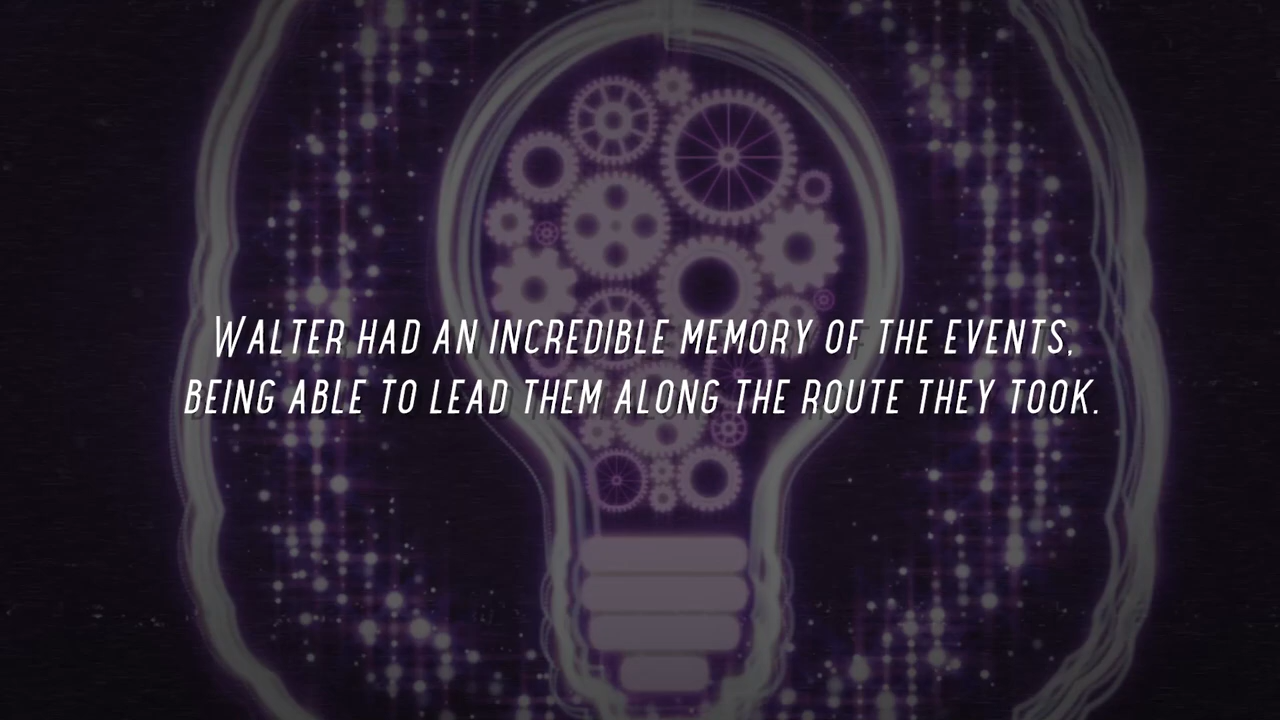 WALTER HAD AN INCREDIBLE MEMORY OF THE EVENTS,
BEING ABLE TO LEAD THEM ALONG THE ROUTE THEY TOOK.